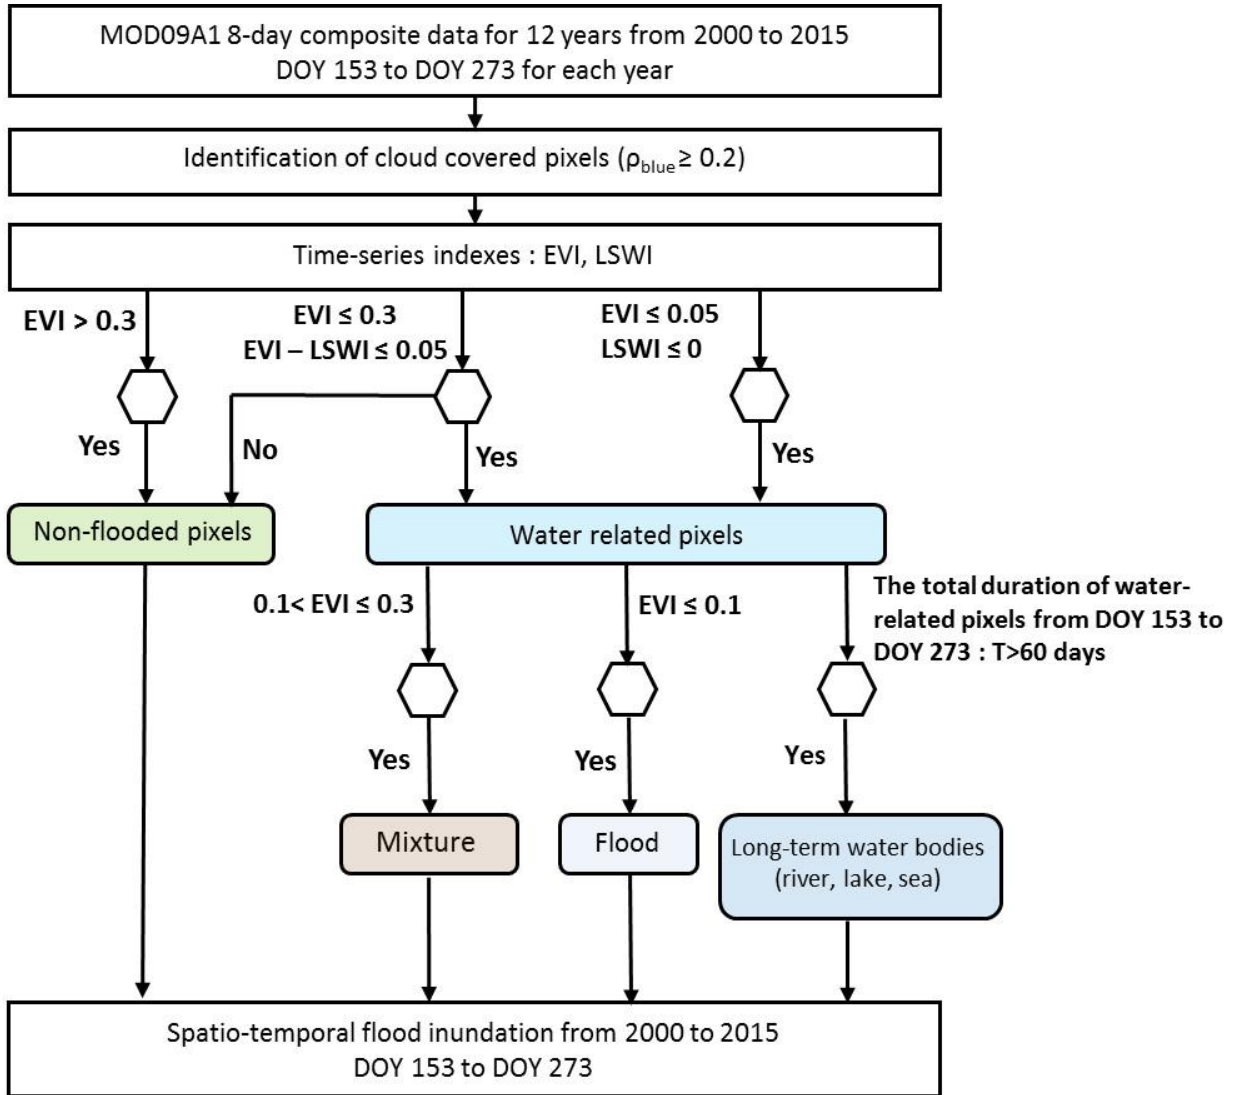 MOD09A1 8-day composite data for 12 years from 2000 to 2015
DOY 153 to DOY 273 for each year
Identification of cloud covered pixels (ρblue ≥ 0.2)
Time-series indexes : EVI, LSWI
EVI > 0.3
EVI ≤ 0.3
EVI – LSWI ≤ 0.05
EVI ≤ 0.05
LSWI ≤ 0
Yes
No
Yes
Yes
Non-flooded pixels
Water related pixels
0.1< EVI ≤ 0.3
EVI ≤ 0.1
The total duration of water-
related pixels from DOY 153 to
DOY 273 : T>60 days
Yes
Yes
Yes
Mixture
Flood
Long-term water bodies
(river, lake, sea)
Spatio-temporal flood inundation from 2000 to 2015
DOY 153 to DOY 273